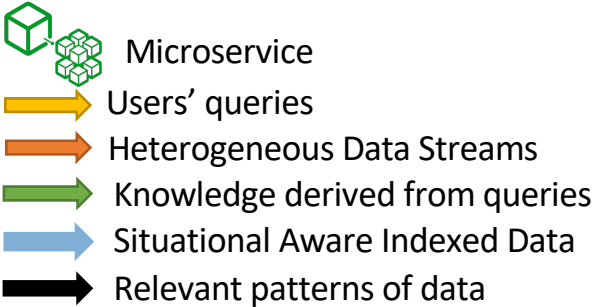 Microservice
Users’ queries
Heterogeneous Data Streams
Knowledge derived from queries
Situational Aware Indexed Data
Relevant patterns of data